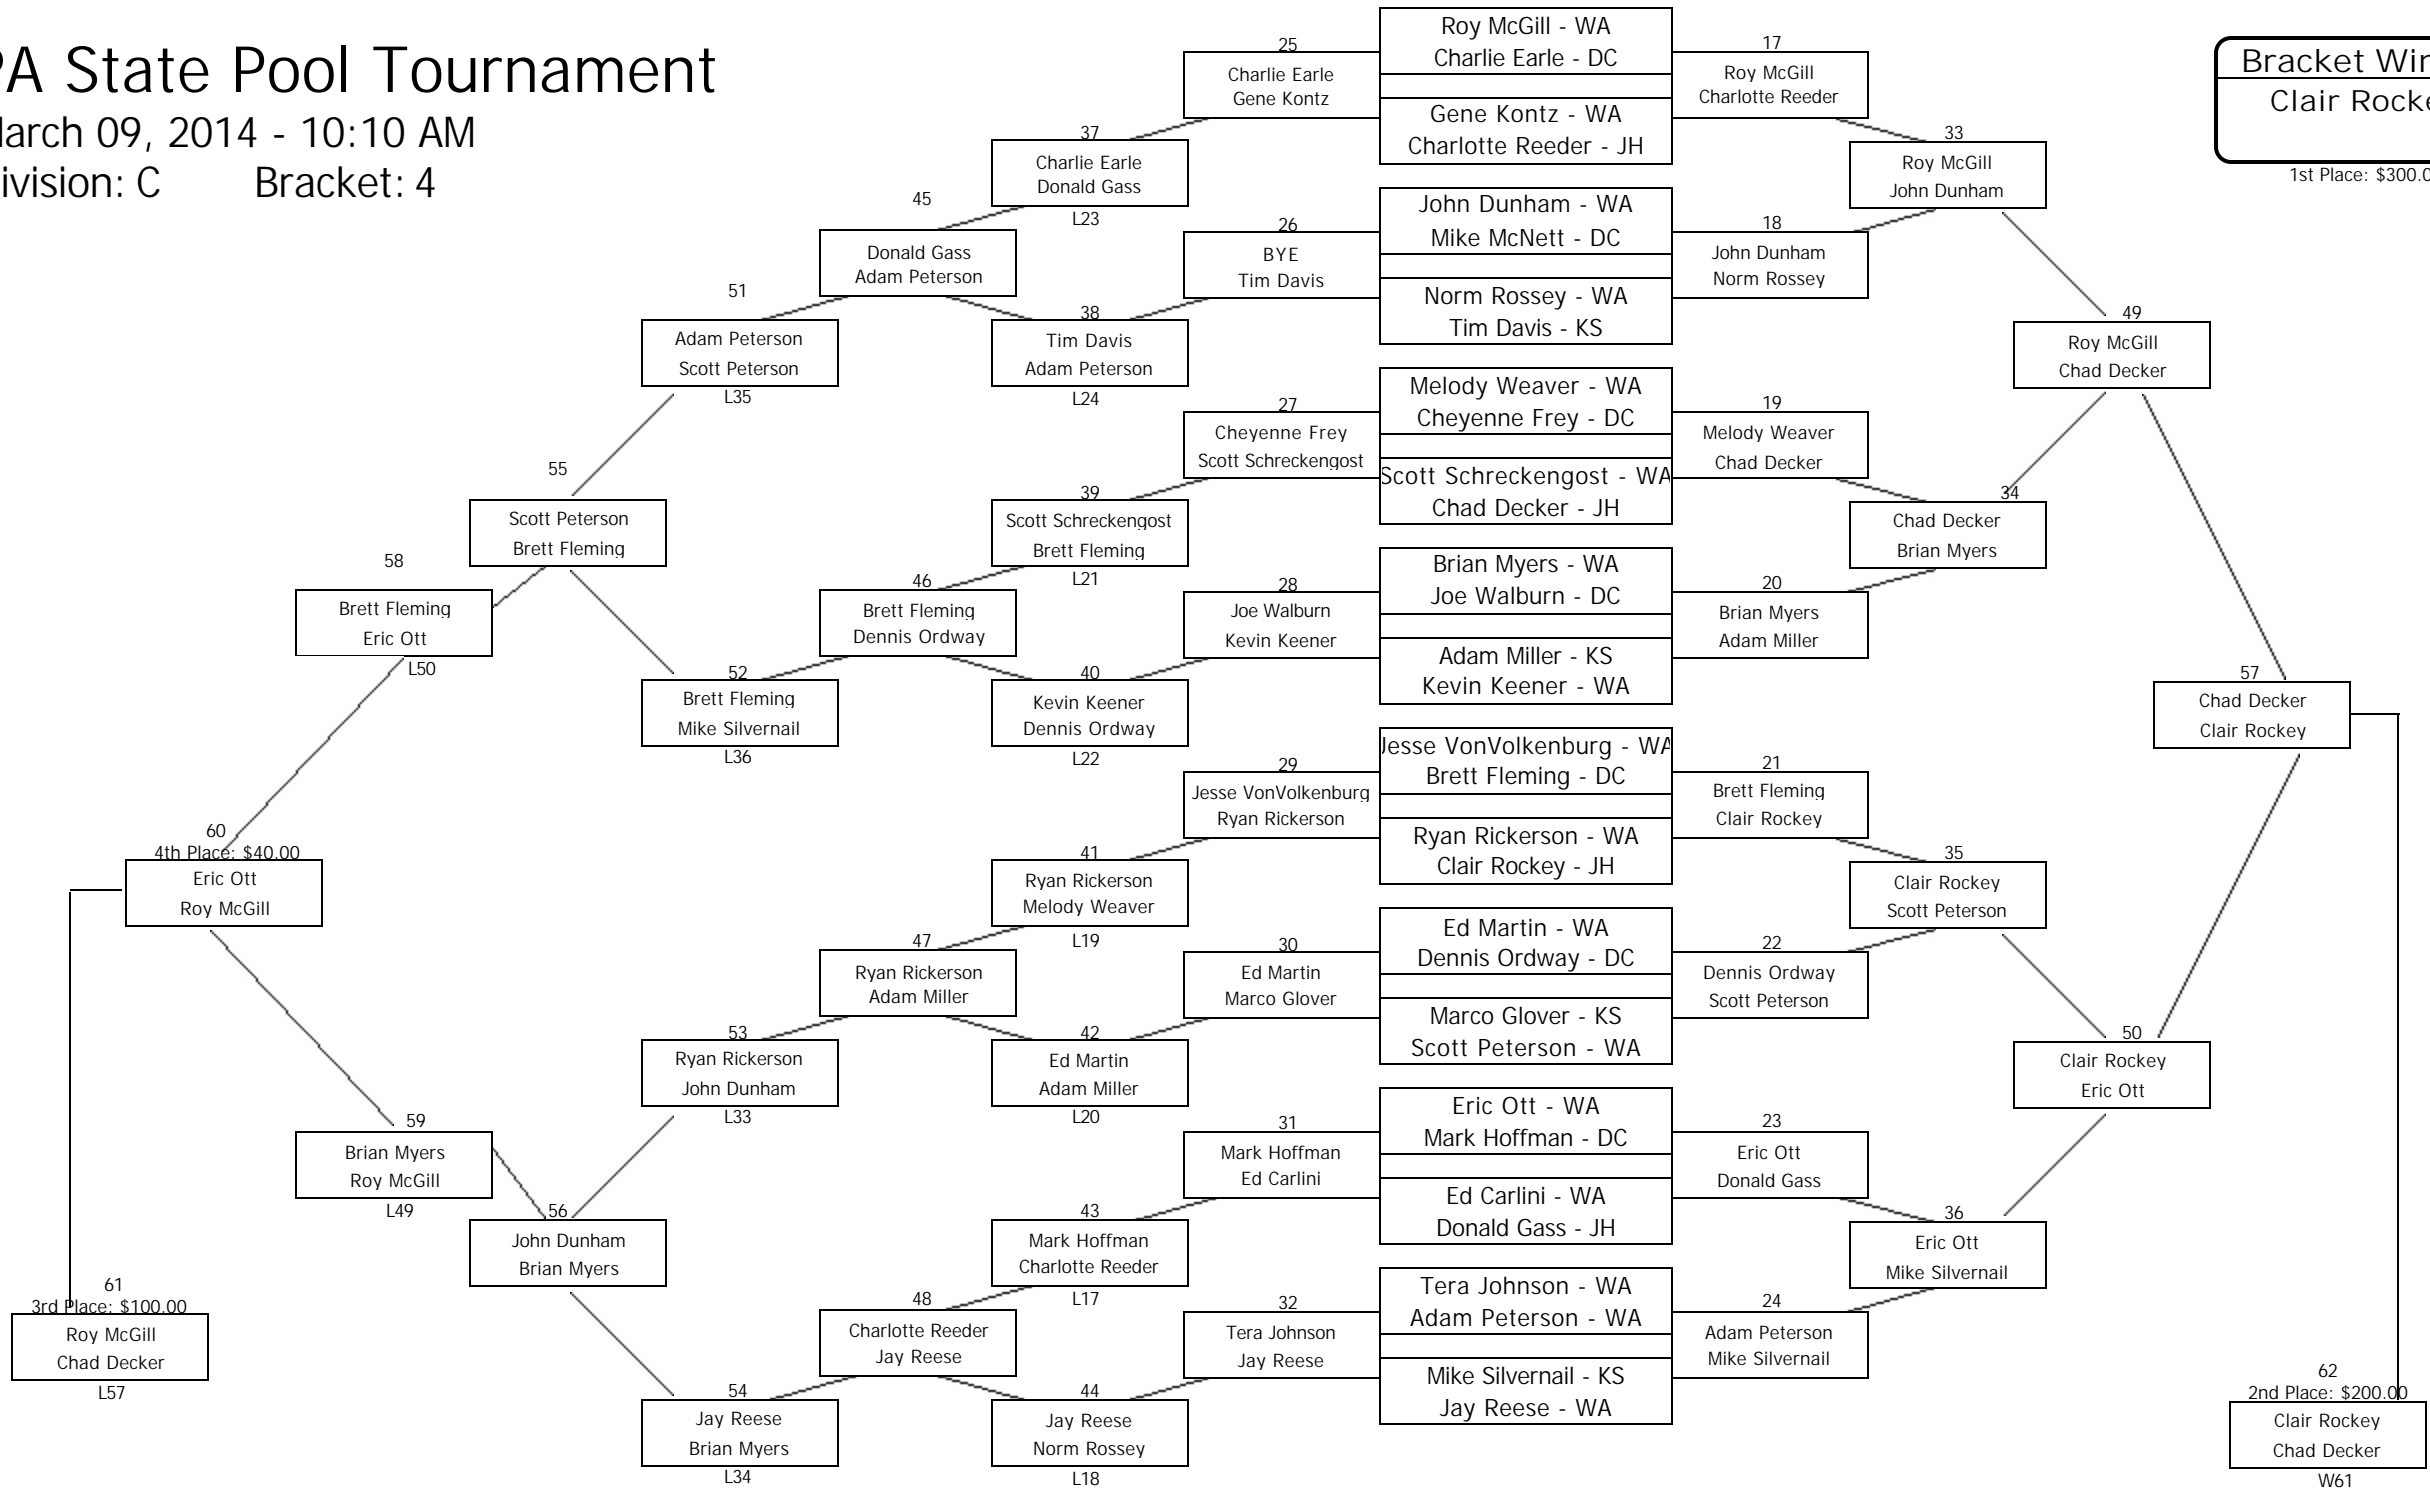 PA State Pool Tournament
March 09, 2014 - 10:10 AM
Division: C Bracket: 4
Bracket Win
Clair Rocke
1st Place: $300.0
Roy McGill - WA
Charlie Earle - DC
Gene Kontz - WA
Charlotte Reeder - JH
John Dunham - WA
Mike McNett - DC
Norm Rossey - WA
Tim Davis - KS
Melody Weaver - WA
Cheyenne Frey - DC
Scott Schreckengost - WA
Chad Decker - JH
Brian Myers - WA
Joe Walburn - DC
Adam Miller - KS
Kevin Keener - WA
Jesse VonVolkenburg - WA
Brett Fleming - DC
Ryan Rickerson - WA
Clair Rockey - JH
Ed Martin - WA
Dennis Ordway - DC
Marco Glover - KS
Scott Peterson - WA
Eric Ott - WA
Mark Hoffman - DC
Ed Carlini - WA
Donald Gass - JH
Tera Johnson - WA
Adam Peterson - WA
Mike Silvernail - KS
Jay Reese - WA
17
Roy McGill
Charlotte Reeder
18
John Dunham
Norm Rossey
19
Melody Weaver
Chad Decker
20
Brian Myers
Adam Miller
21
Brett Fleming
Clair Rockey
22
Dennis Ordway
Scott Peterson
23
Eric Ott
Donald Gass
24
Adam Peterson
Mike Silvernail
25
Charlie Earle
Gene Kontz
26
BYE
Tim Davis
27
Cheyenne Frey
Scott Schreckengost
28
Joe Walburn
Kevin Keener
29
Jesse VonVolkenburg
Ryan Rickerson
30
Ed Martin
Marco Glover
31
Mark Hoffman
Ed Carlini
32
Tera Johnson
Jay Reese
33
Roy McGill
John Dunham
34
Chad Decker
Brian Myers
35
Clair Rockey
Scott Peterson
36
Eric Ott
Mike Silvernail
37
Charlie Earle
Donald Gass
L23
38
Tim Davis
Adam Peterson
L24
39
Scott Schreckengost
Brett Fleming
L21
40
Kevin Keener
Dennis Ordway
L22
41
Ryan Rickerson
Melody Weaver
L19
42
Ed Martin
Adam Miller
L20
43
Mark Hoffman
Charlotte Reeder
L17
44
Jay Reese
Norm Rossey
L18
45
Donald Gass
Adam Peterson
46
Brett Fleming
Dennis Ordway
47
Ryan Rickerson
Adam Miller
48
Charlotte Reeder
Jay Reese
49
Roy McGill
Chad Decker
50
Clair Rockey
Eric Ott
51
Adam Peterson
Scott Peterson
L35
52
Brett Fleming
Mike Silvernail
L36
53
Ryan Rickerson
John Dunham
L33
54
Jay Reese
Brian Myers
L34
55
Scott Peterson
Brett Fleming
56
John Dunham
Brian Myers
57
Chad Decker
Clair Rockey
58
Brett Fleming
Eric Ott
L50
59
Brian Myers
Roy McGill
L49
60
4th Place: $40.00
Eric Ott
Roy McGill
61
3rd Place: $100.00
Roy McGill
Chad Decker
L57
62
2nd Place: $200.00
Clair Rockey
Chad Decker
W61